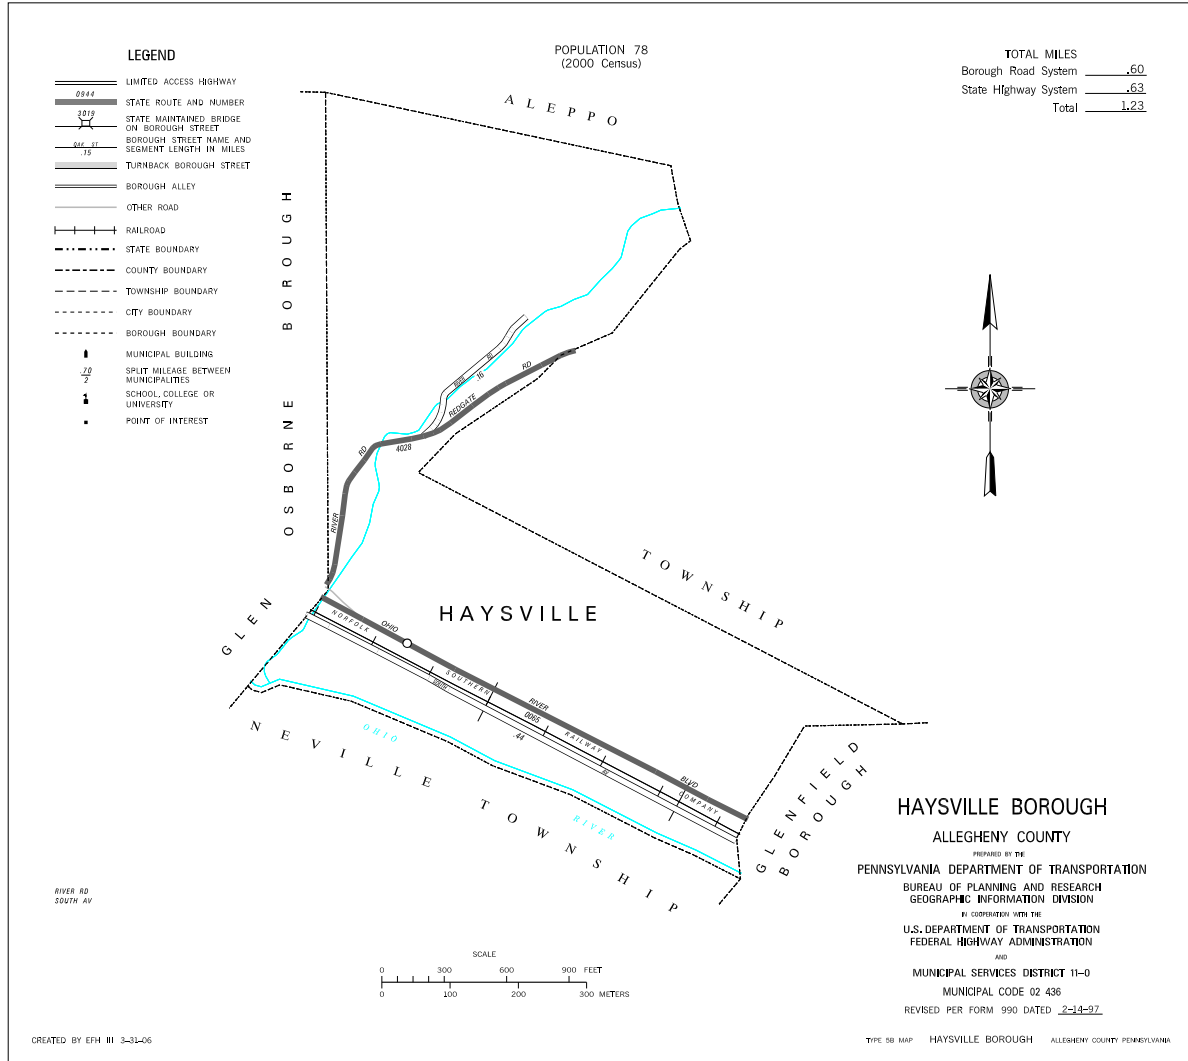 LEGEND
LIMITED ACCESS HIGHWAY
0944
STATE ROUTE AND NUMBER
3019
STATE MAINTAINED BRIDGE
ON BOROUGH STREET
OAK ST
.15
BOROUGH STREET NAME AND
SEGMENT LENGTH IN MILES
TURNBACK BOROUGH STREET
BOROUGH ALLEY
OTHER ROAD
RAILROAD
STATE BOUNDARY
COUNTY BOUNDARY
TOWNSHIP BOUNDARY
CITY BOUNDARY
BOROUGH BOUNDARY
MUNICIPAL BUILDING
.70
2
SPLIT MILEAGE BETWEEN
MUNICIPALITIES
SCHOOL, COLLEGE OR
UNIVERSITY
POINT OF INTEREST
POPULATION 78
(2000 Census)
TOTAL MILES
Borough Road System .60
State Highway System .63
Total 1.23
ALEPPO
TOWNSHIP
OSBORNE BOROUGH
GLEN
RIVER RD
.16
REDGATE RD
4028
RIVER RD
HAYSVILLE
OHIO RIVER BLVD
0065
NORFOLK SOUTHERN RAILWAY COMPANY
SOUTH AV
.44
OHIO RIVER
NEVILLE TOWNSHIP
GLENFIELD
BOROUGH
HAYSVILLE BOROUGH
ALLEGHENY COUNTY
PREPARED BY THE
PENNSYLVANIA DEPARTMENT OF TRANSPORTATION
BUREAU OF PLANNING AND RESEARCH
GEOGRAPHIC INFORMATION DIVISION
IN COOPERATION WITH THE
U.S. DEPARTMENT OF TRANSPORTATION
FEDERAL HIGHWAY ADMINISTRATION
AND
MUNICIPAL SERVICES DISTRICT 11-0
MUNICIPAL CODE 02 436
REVISED PER FORM 990 DATED 2-14-97
RIVER RD
SOUTH AV
SCALE
0 300 600 900 FEET
0 100 200 300 METERS
CREATED BY EFH III 3-31-06
TYPE 5B MAP HAYSVILLE BOROUGH ALLEGHENY COUNTY PENNSYLVANIA